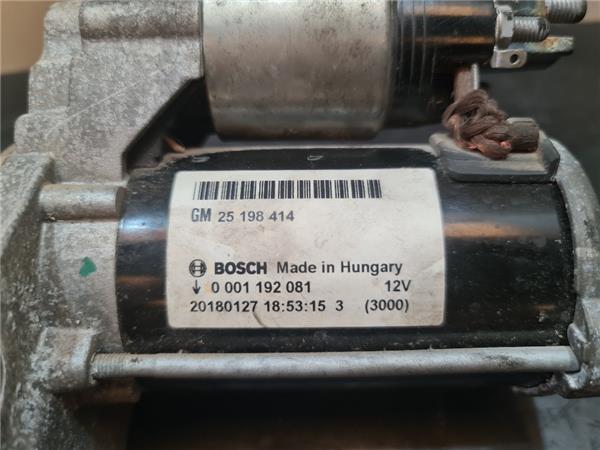 GM 25 198 414
BOSCH Made in Hungary
↓ 0 001 192 081 12V
20180127 18:53:15 3 (3000)